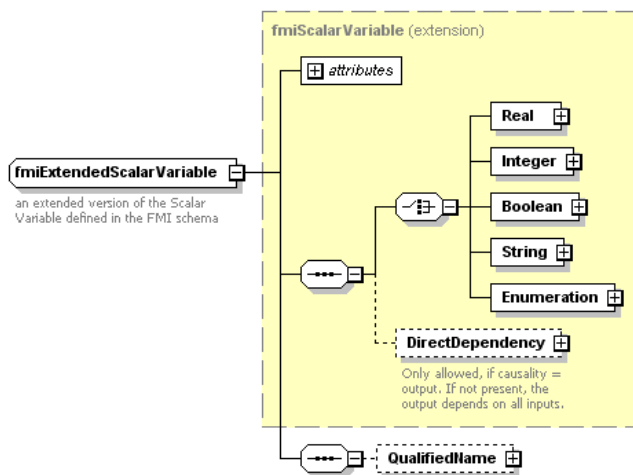 fmiScalarVariable (extension)
attributes
Real
Integer
fmiExtendedScalarVariable
an extended version of the Scalar
Variable defined in the FMI schema
Boolean
String
Enumeration
DirectDependency
Only allowed, if causality =
output. If not present, the
output depends on all inputs.
QualifiedName